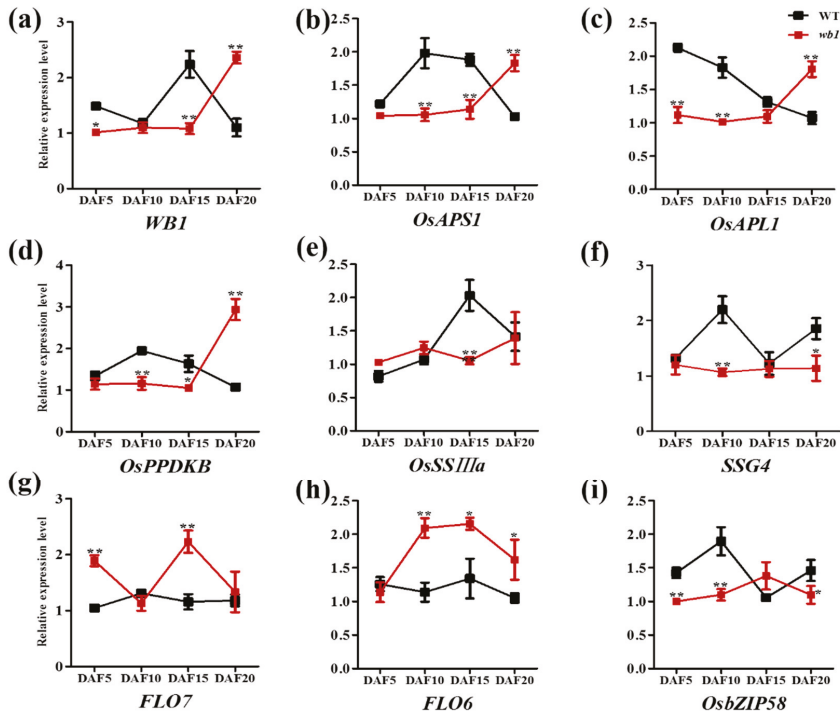 (a)
(b)
(c)
WT
wb1
Relative expression level
3
2
1
0
**
*
**
DAF5 DAF10 DAF15 DAF20
WB1
2.5
2.0
1.5
1.0
0.5
0.0
**
**
**
DAF5 DAF10 DAF15 DAF20
OsAPS1
2.5
2.0
1.5
1.0
0.5
0.0
**
**
**
DAF5 DAF10 DAF15 DAF20
OsAPL1
(d)
(e)
(f)
Relative expression level
4
3
2
1
0
**
**
*
DAF5 DAF10 DAF15 DAF20
OsPPDKB
2.5
2.0
1.5
1.0
0.5
0.0
**
DAF5 DAF10 DAF15 DAF20
OsSSⅢa
3
2
1
0
**
*
DAF5 DAF10 DAF15 DAF20
SSG4
(g)
(h)
(i)
Relative expression level
3
2
1
0
**
**
DAF5 DAF10 DAF15 DAF20
FLO7
2.5
2.0
1.5
1.0
0.5
0.0
**
*
*
DAF5 DAF10 DAF15 DAF20
FLO6
2.5
2.0
1.5
1.0
0.5
0.0
**
**
*
DAF5 DAF10 DAF15 DAF20
OsbZIP58